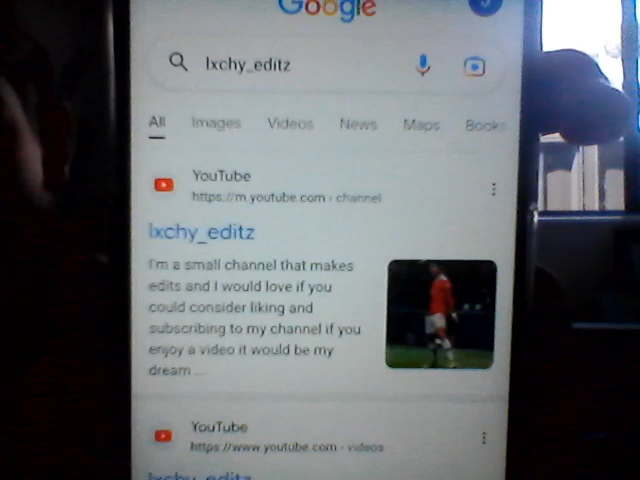 Google
lxchy_editz
All Images Videos News Maps Books
YouTube
https://m.youtube.com › channel
lxchy_editz
I'm a small channel that makes
edits and I would love if you
could consider liking and
subscribing to my channel if you
enjoy a video it would be my
dream ...
YouTube
https://www.youtube.com › videos
lxchy_editz